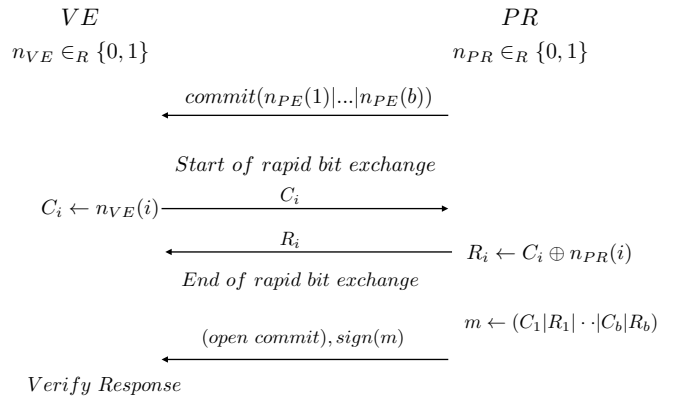 VE PR
n_{VE} ∈_R {0, 1} n_{PR} ∈_R {0, 1}
commit(n_{PE}(1)|...|n_{PE}(b))
Start of rapid bit exchange
C_i ← n_{VE}(i) C_i
R_i R_i ← C_i ⊕ n_{PR}(i)
End of rapid bit exchange
m ← (C_1|R_1| · ·|C_b|R_b)
(open commit), sign(m)
Verify Response